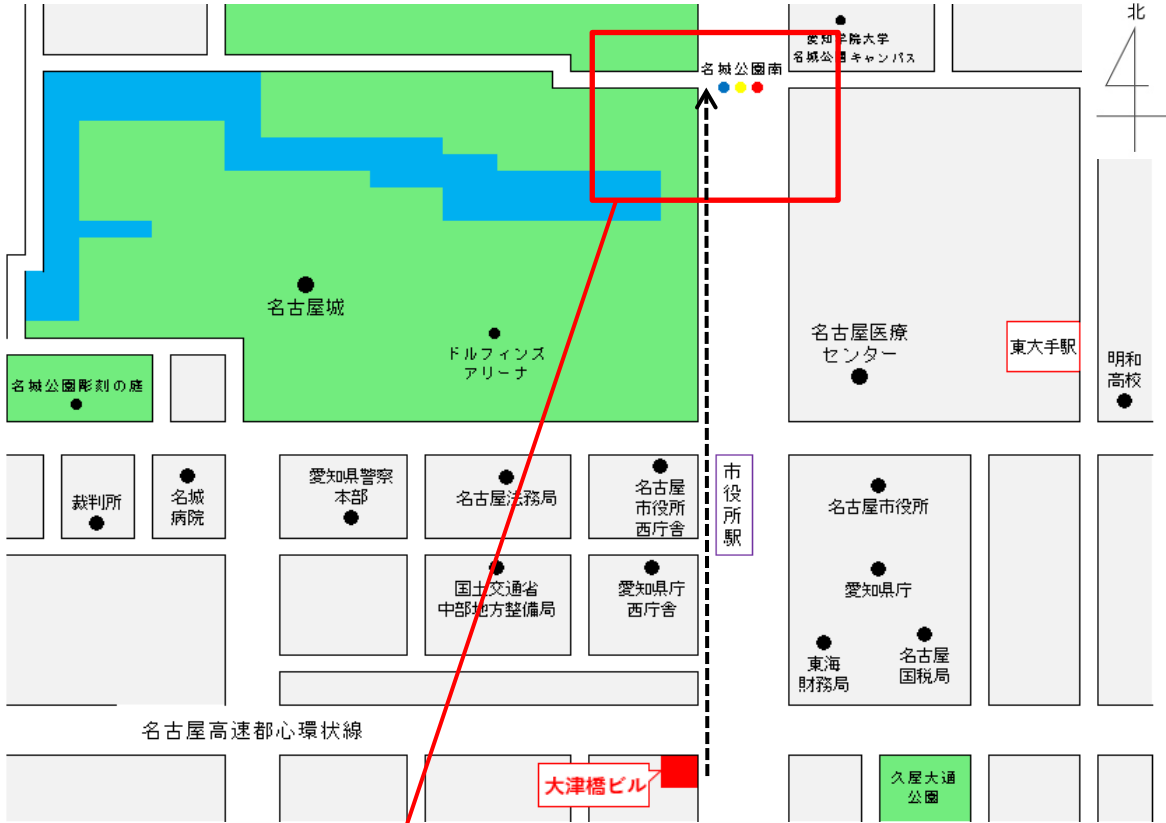 北
愛知学院大学
名城公園キャンパス
名城公園南
名古屋城
ドルフィンズ
アリーナ
名古屋医療
センター
東大手駅
明和
高校
名城公園彫刻の庭
裁判所
名城
病院
愛知県警察
本部
名古屋法務局
名古屋
市役所
西庁舎
市役所駅
名古屋市役所
国土交通省
中部地方整備局
愛知県庁
西庁舎
愛知県庁
東海
財務局
名古屋
国税局
名古屋高速都心環状線
大津橋ビル
久屋大通
公園